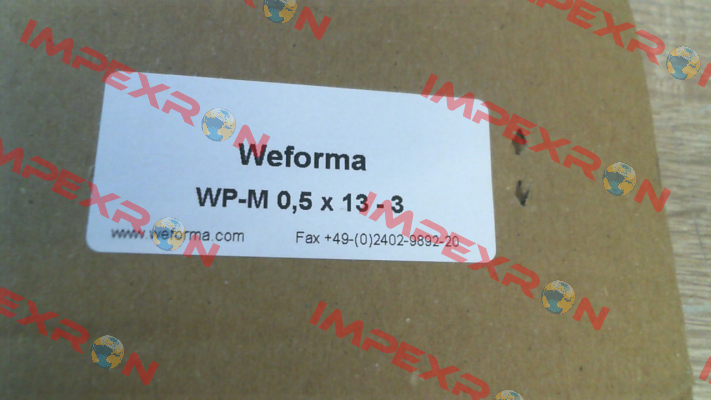 IMPEXRON
IMPEXRON
IMPEXRON
Weforma
WP-M 0,5 x 13 - 3
www.weforma.com Fax +49-(0)2402-9892-20
IMPEXRON
IMPEXRON
IMPEXRON